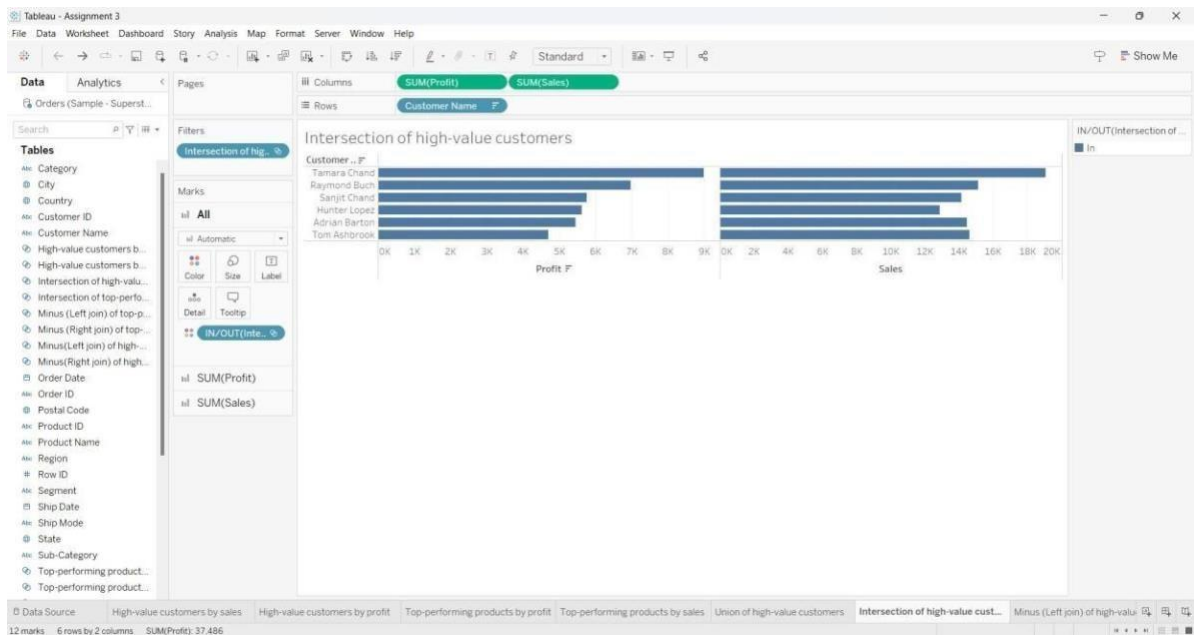 Tableau - Assignment 3
File Data Worksheet Dashboard Story Analysis Map Format Server Window Help
Standard
Show Me
Data Analytics
Orders (Sample - Superst...
Search
Tables
Abc Category
City
Country
Abc Customer ID
Abc Customer Name
High-value customers b...
High-value customers b...
Intersection of high-valu...
Intersection of top-perfo...
Minus (Left join) of top-p...
Minus (Right join) of top-...
Minus(Left join) of high-...
Minus(Right join) of high...
Order Date
Abc Order ID
Postal Code
Abc Product ID
Abc Product Name
Abc Region
# Row ID
Abc Segment
Ship Date
Abc Ship Mode
State
Abc Sub-Category
Top-performing product...
Top-performing product...
Pages
Filters
Intersection of hig..
Marks
All
Automatic
Color Size Label
Detail Tooltip
IN/OUT(Inte..
SUM(Profit)
SUM(Sales)
Columns SUM(Profit) SUM(Sales)
Rows Customer Name
Intersection of high-value customers
Customer ..
Tamara Chand
Raymond Buch
Sanjit Chand
Hunter Lopez
Adrian Barton
Tom Ashbrook
0K 1K 2K 3K 4K 5K 6K 7K 8K 9K 0K 2K 4K 6K 8K 10K 12K 14K 16K 18K 20K
Profit Sales
IN/OUT(Intersection of ...
In
Data Source High-value customers by sales High-value customers by profit Top-performing products by profit Top-performing products by sales Union of high-value customers Intersection of high-value cust... Minus (Left join) of high-valu
12 marks 6 rows by 2 columns SUM(Profit): 37,486